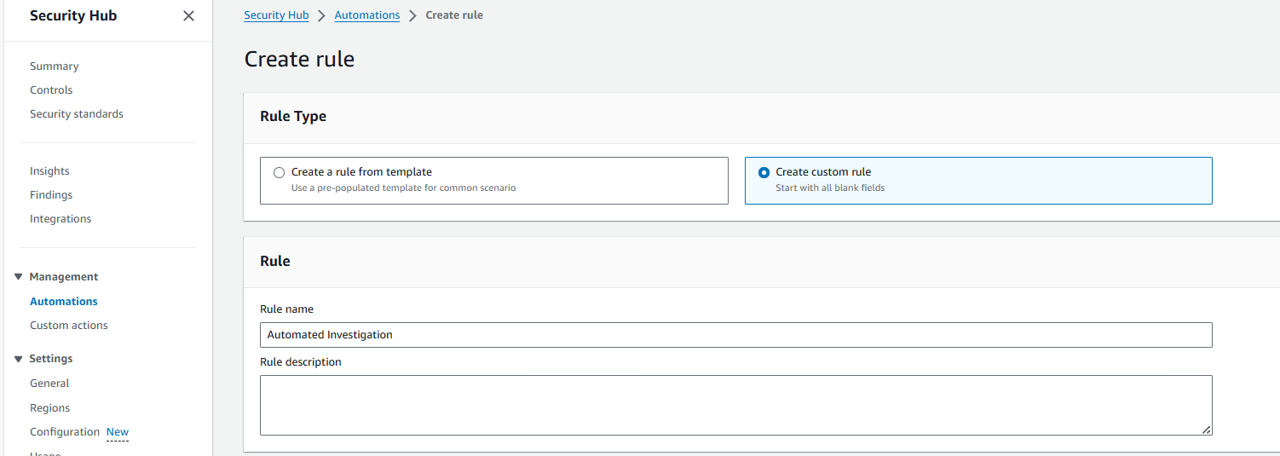 Security Hub
Summary
Controls
Security standards
Insights
Findings
Integrations
Management
Automations
Custom actions
Settings
General
Regions
Configuration New
Usage
Security Hub > Automations > Create rule
Create rule
Rule Type
Create a rule from template
Use a pre-populated template for common scenario
Create custom rule
Start with all blank fields
Rule
Rule name
Automated Investigation
Rule description